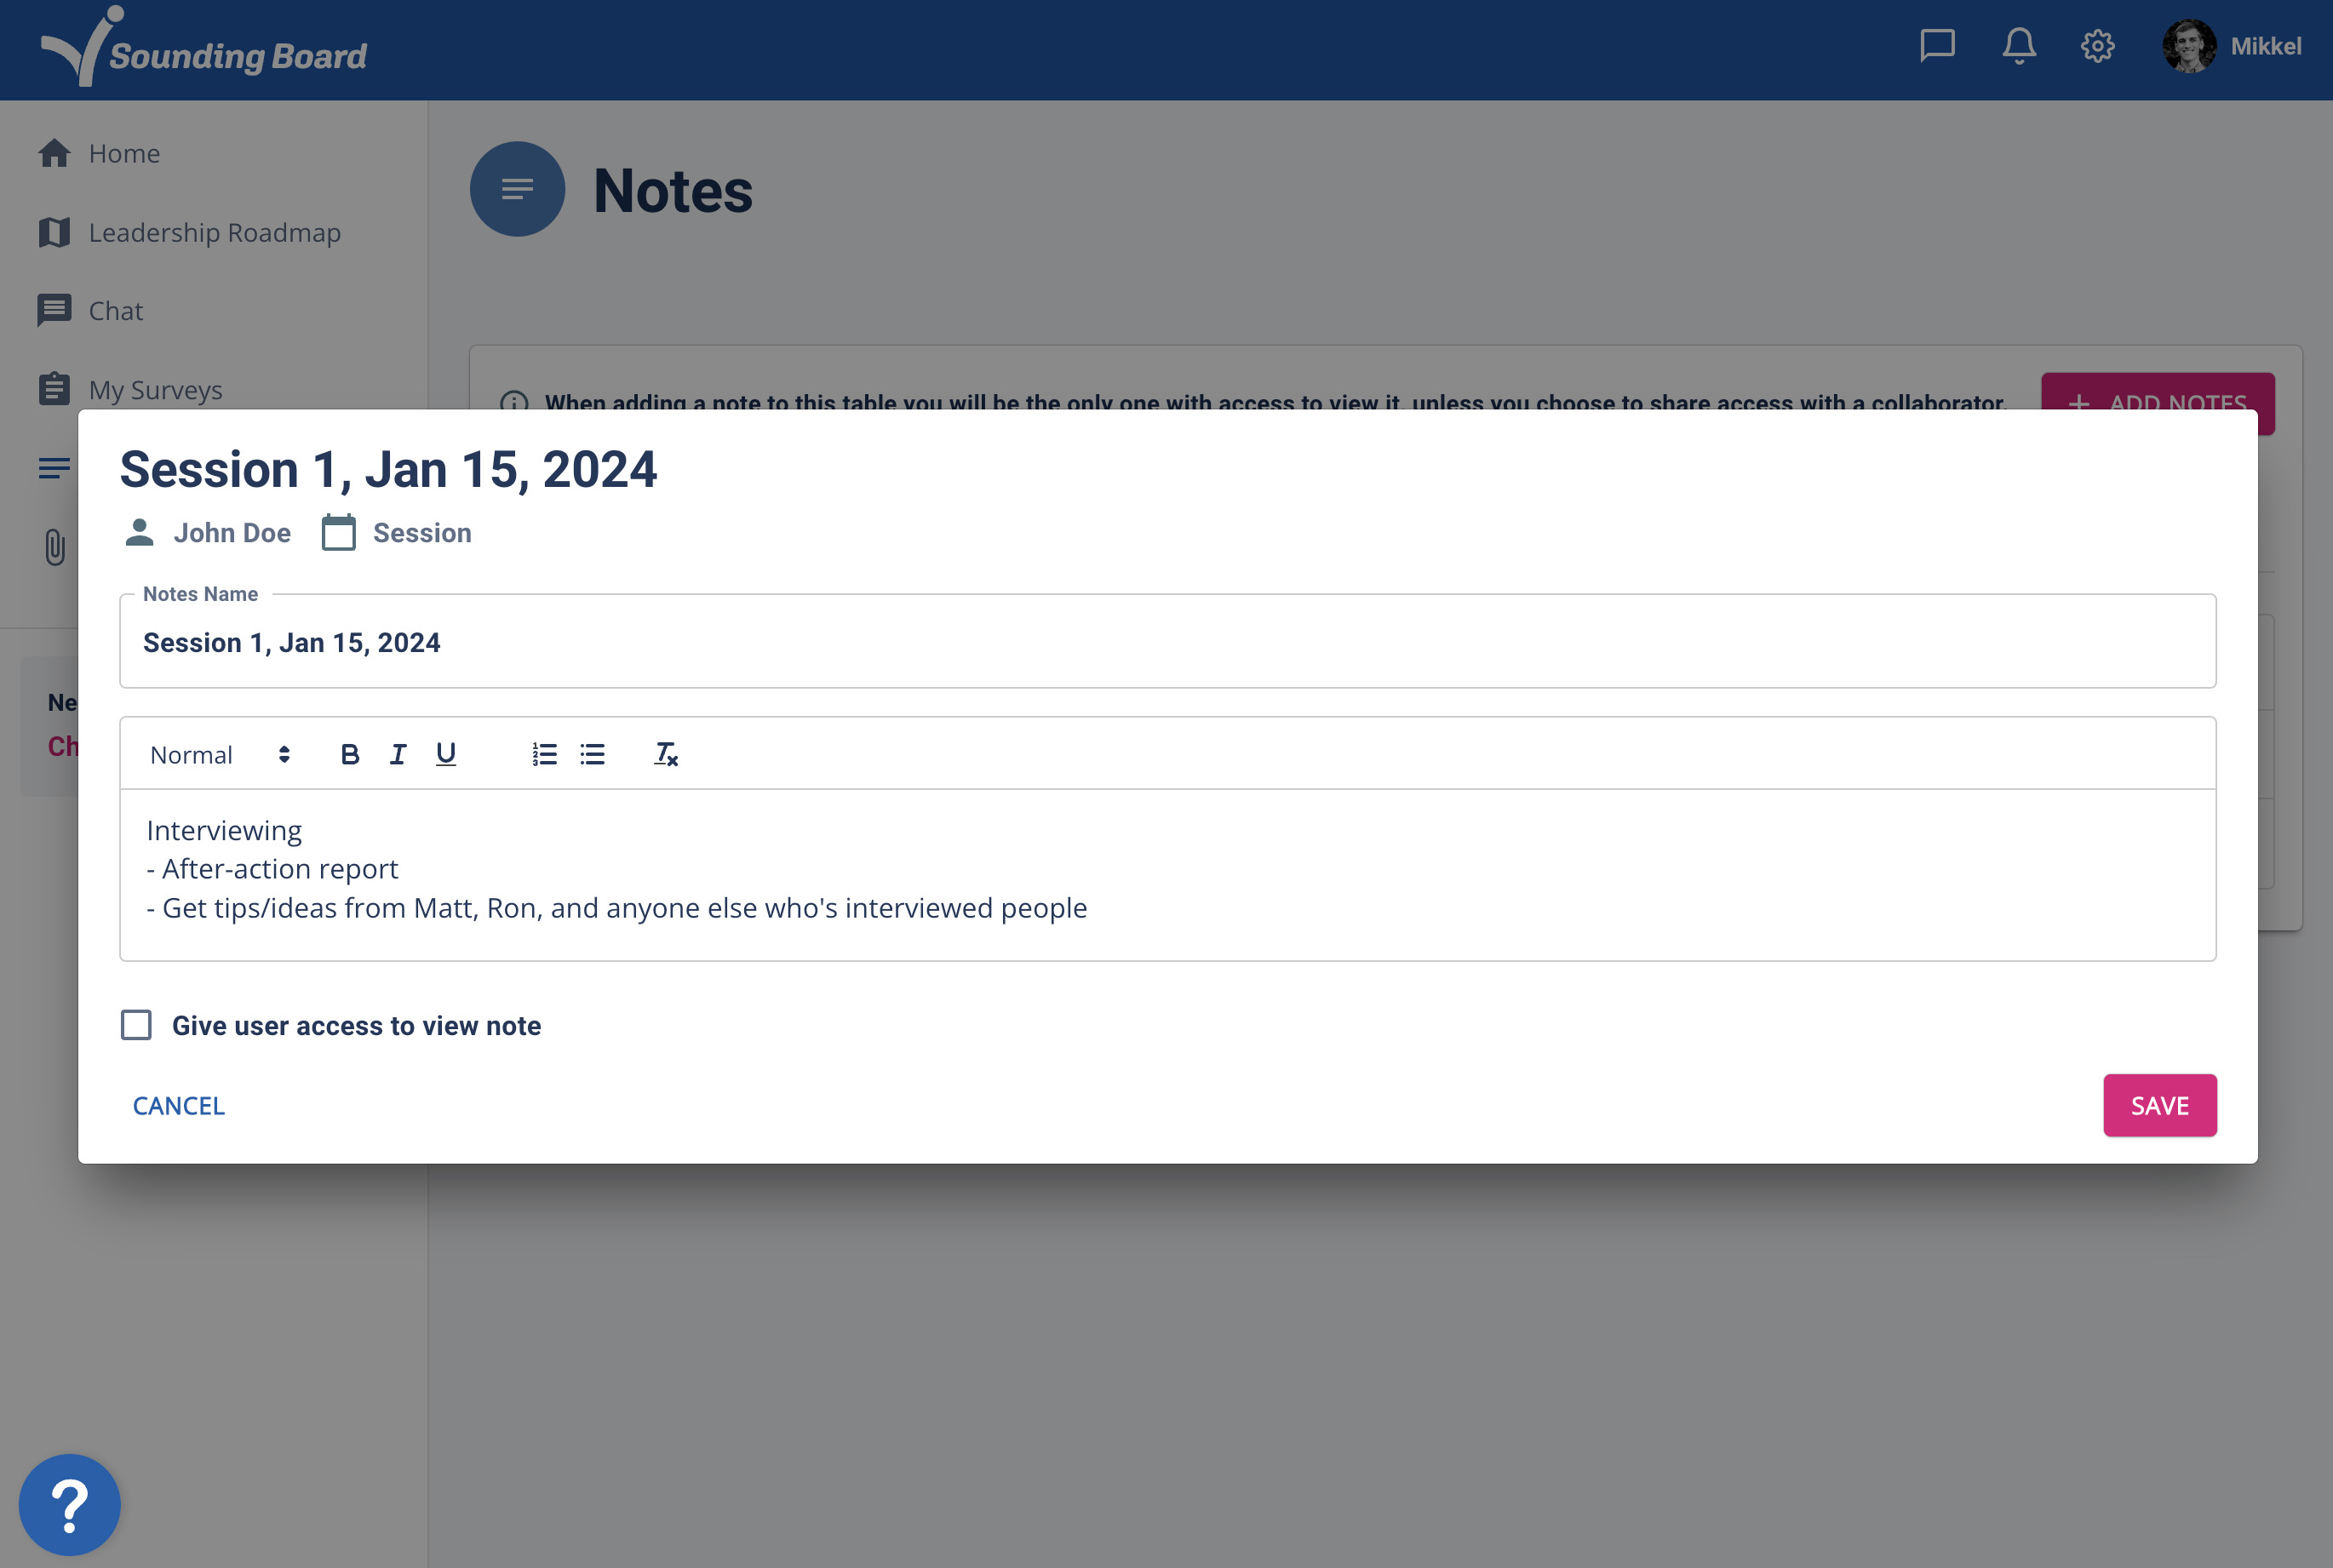 Sounding Board
Mikkel
Home
Leadership Roadmap
Chat
My Surveys
Notes
When adding a note to this table you will be the only one with access to view it, unless you choose to share access with a collaborator.
+ ADD NOTES
Ne
Ch
Session 1, Jan 15, 2024
John Doe
Session
Notes Name
Session 1, Jan 15, 2024
Normal
B I U
Interviewing
- After-action report
- Get tips/ideas from Matt, Ron, and anyone else who's interviewed people
Give user access to view note
CANCEL
SAVE
?